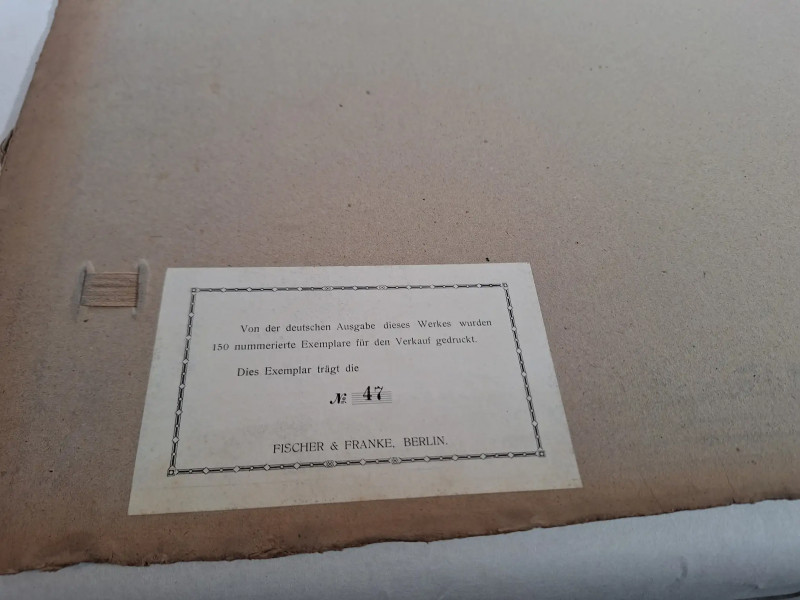 Von der deutschen Ausgabe dieses Werkes wurden
150 nummerierte Exemplare für den Verkauf gedruckt.
Dies Exemplar trägt die
№ 47
FISCHER & FRANKE, BERLIN.